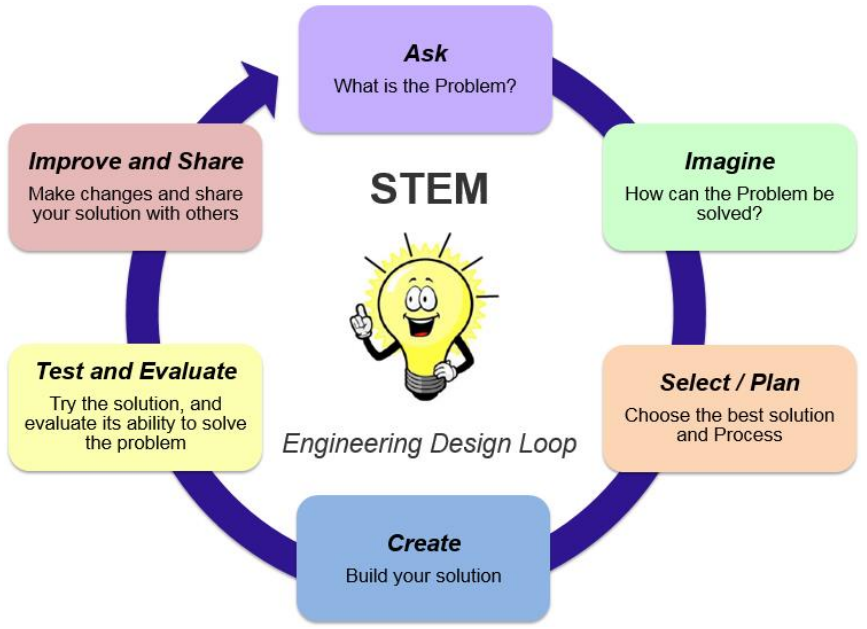 Ask
What is the Problem?
Imagine
How can the Problem be
solved?
Select / Plan
Choose the best solution
and Process
Create
Build your solution
Test and Evaluate
Try the solution, and
evaluate its ability to solve
the problem
Improve and Share
Make changes and share
your solution with others
STEM
Engineering Design Loop